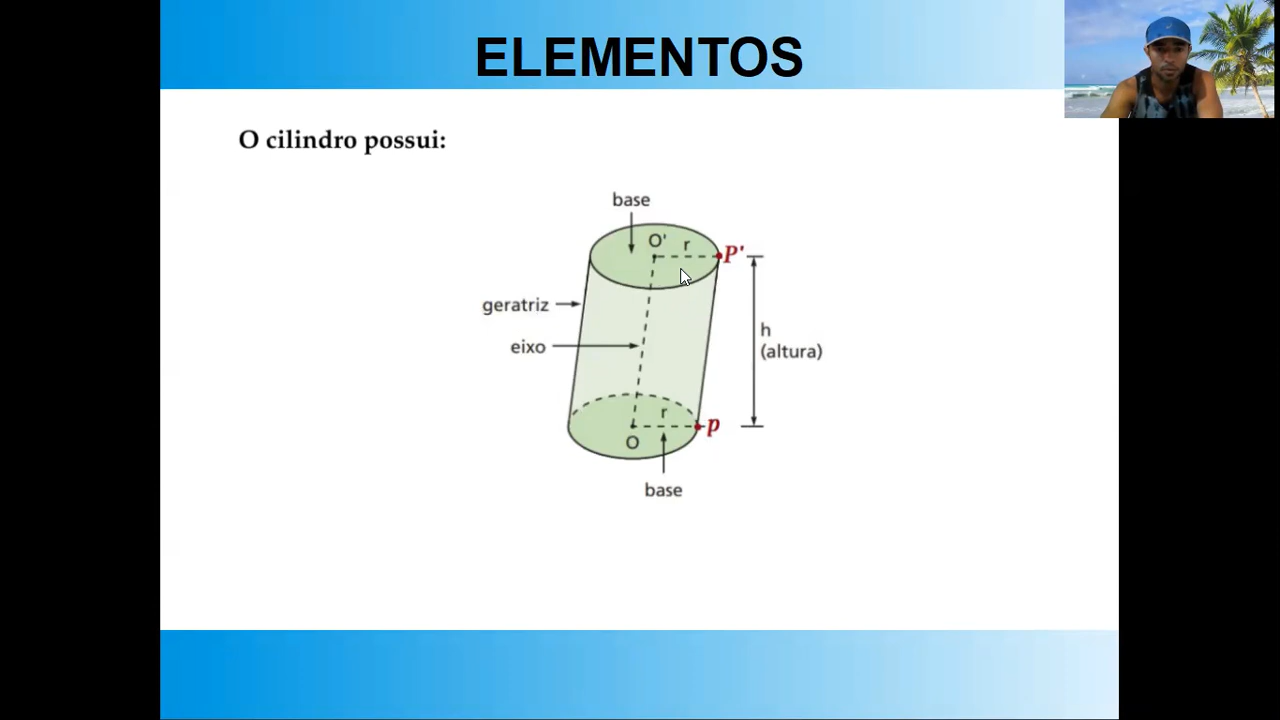 ELEMENTOS
O cilindro possui:
base
O' r P'
geratriz
eixo
h
(altura)
r
O
p
base